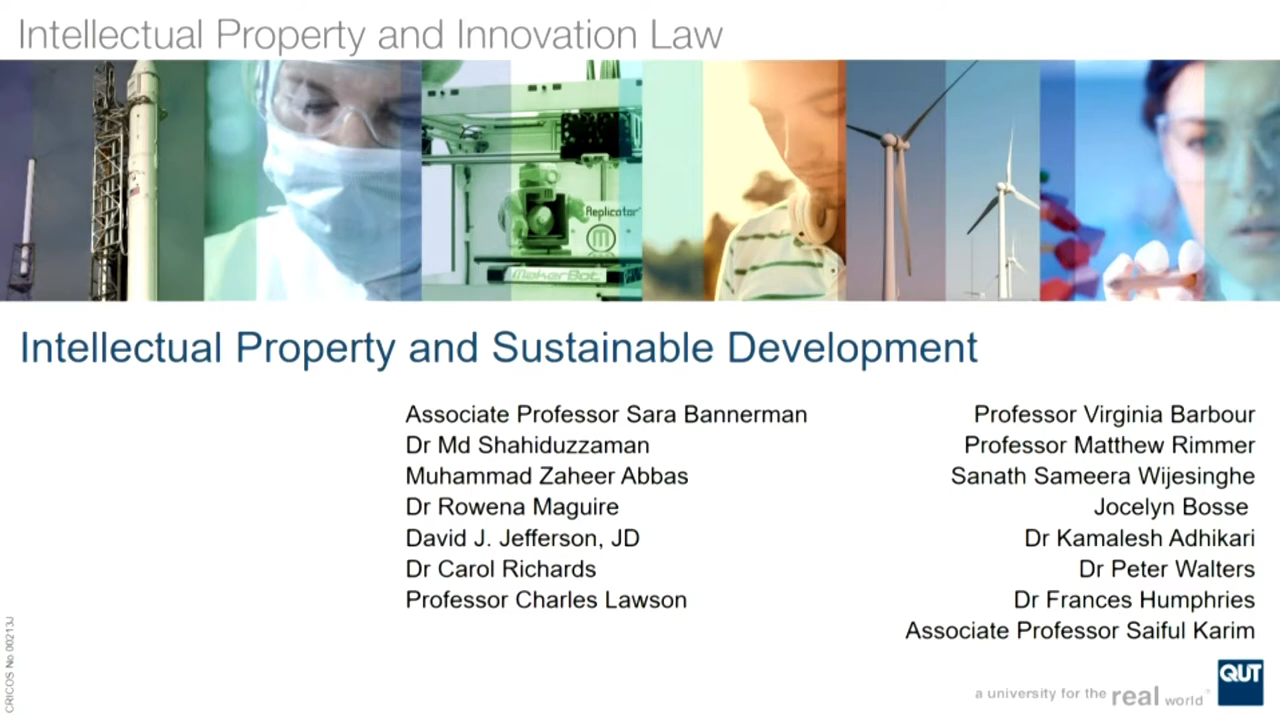 Intellectual Property and Innovation Law
Replicator
MakerBot
Intellectual Property and Sustainable Development
Associate Professor Sara Bannerman
Dr Md Shahiduzzaman
Muhammad Zaheer Abbas
Dr Rowena Maguire
David J. Jefferson, JD
Dr Carol Richards
Professor Charles Lawson
Professor Virginia Barbour
Professor Matthew Rimmer
Sanath Sameera Wijesinghe
Jocelyn Bosse
Dr Kamalesh Adhikari
Dr Peter Walters
Dr Frances Humphries
Associate Professor Saiful Karim
CRICOS No 00213J
a university for the real world
QUT